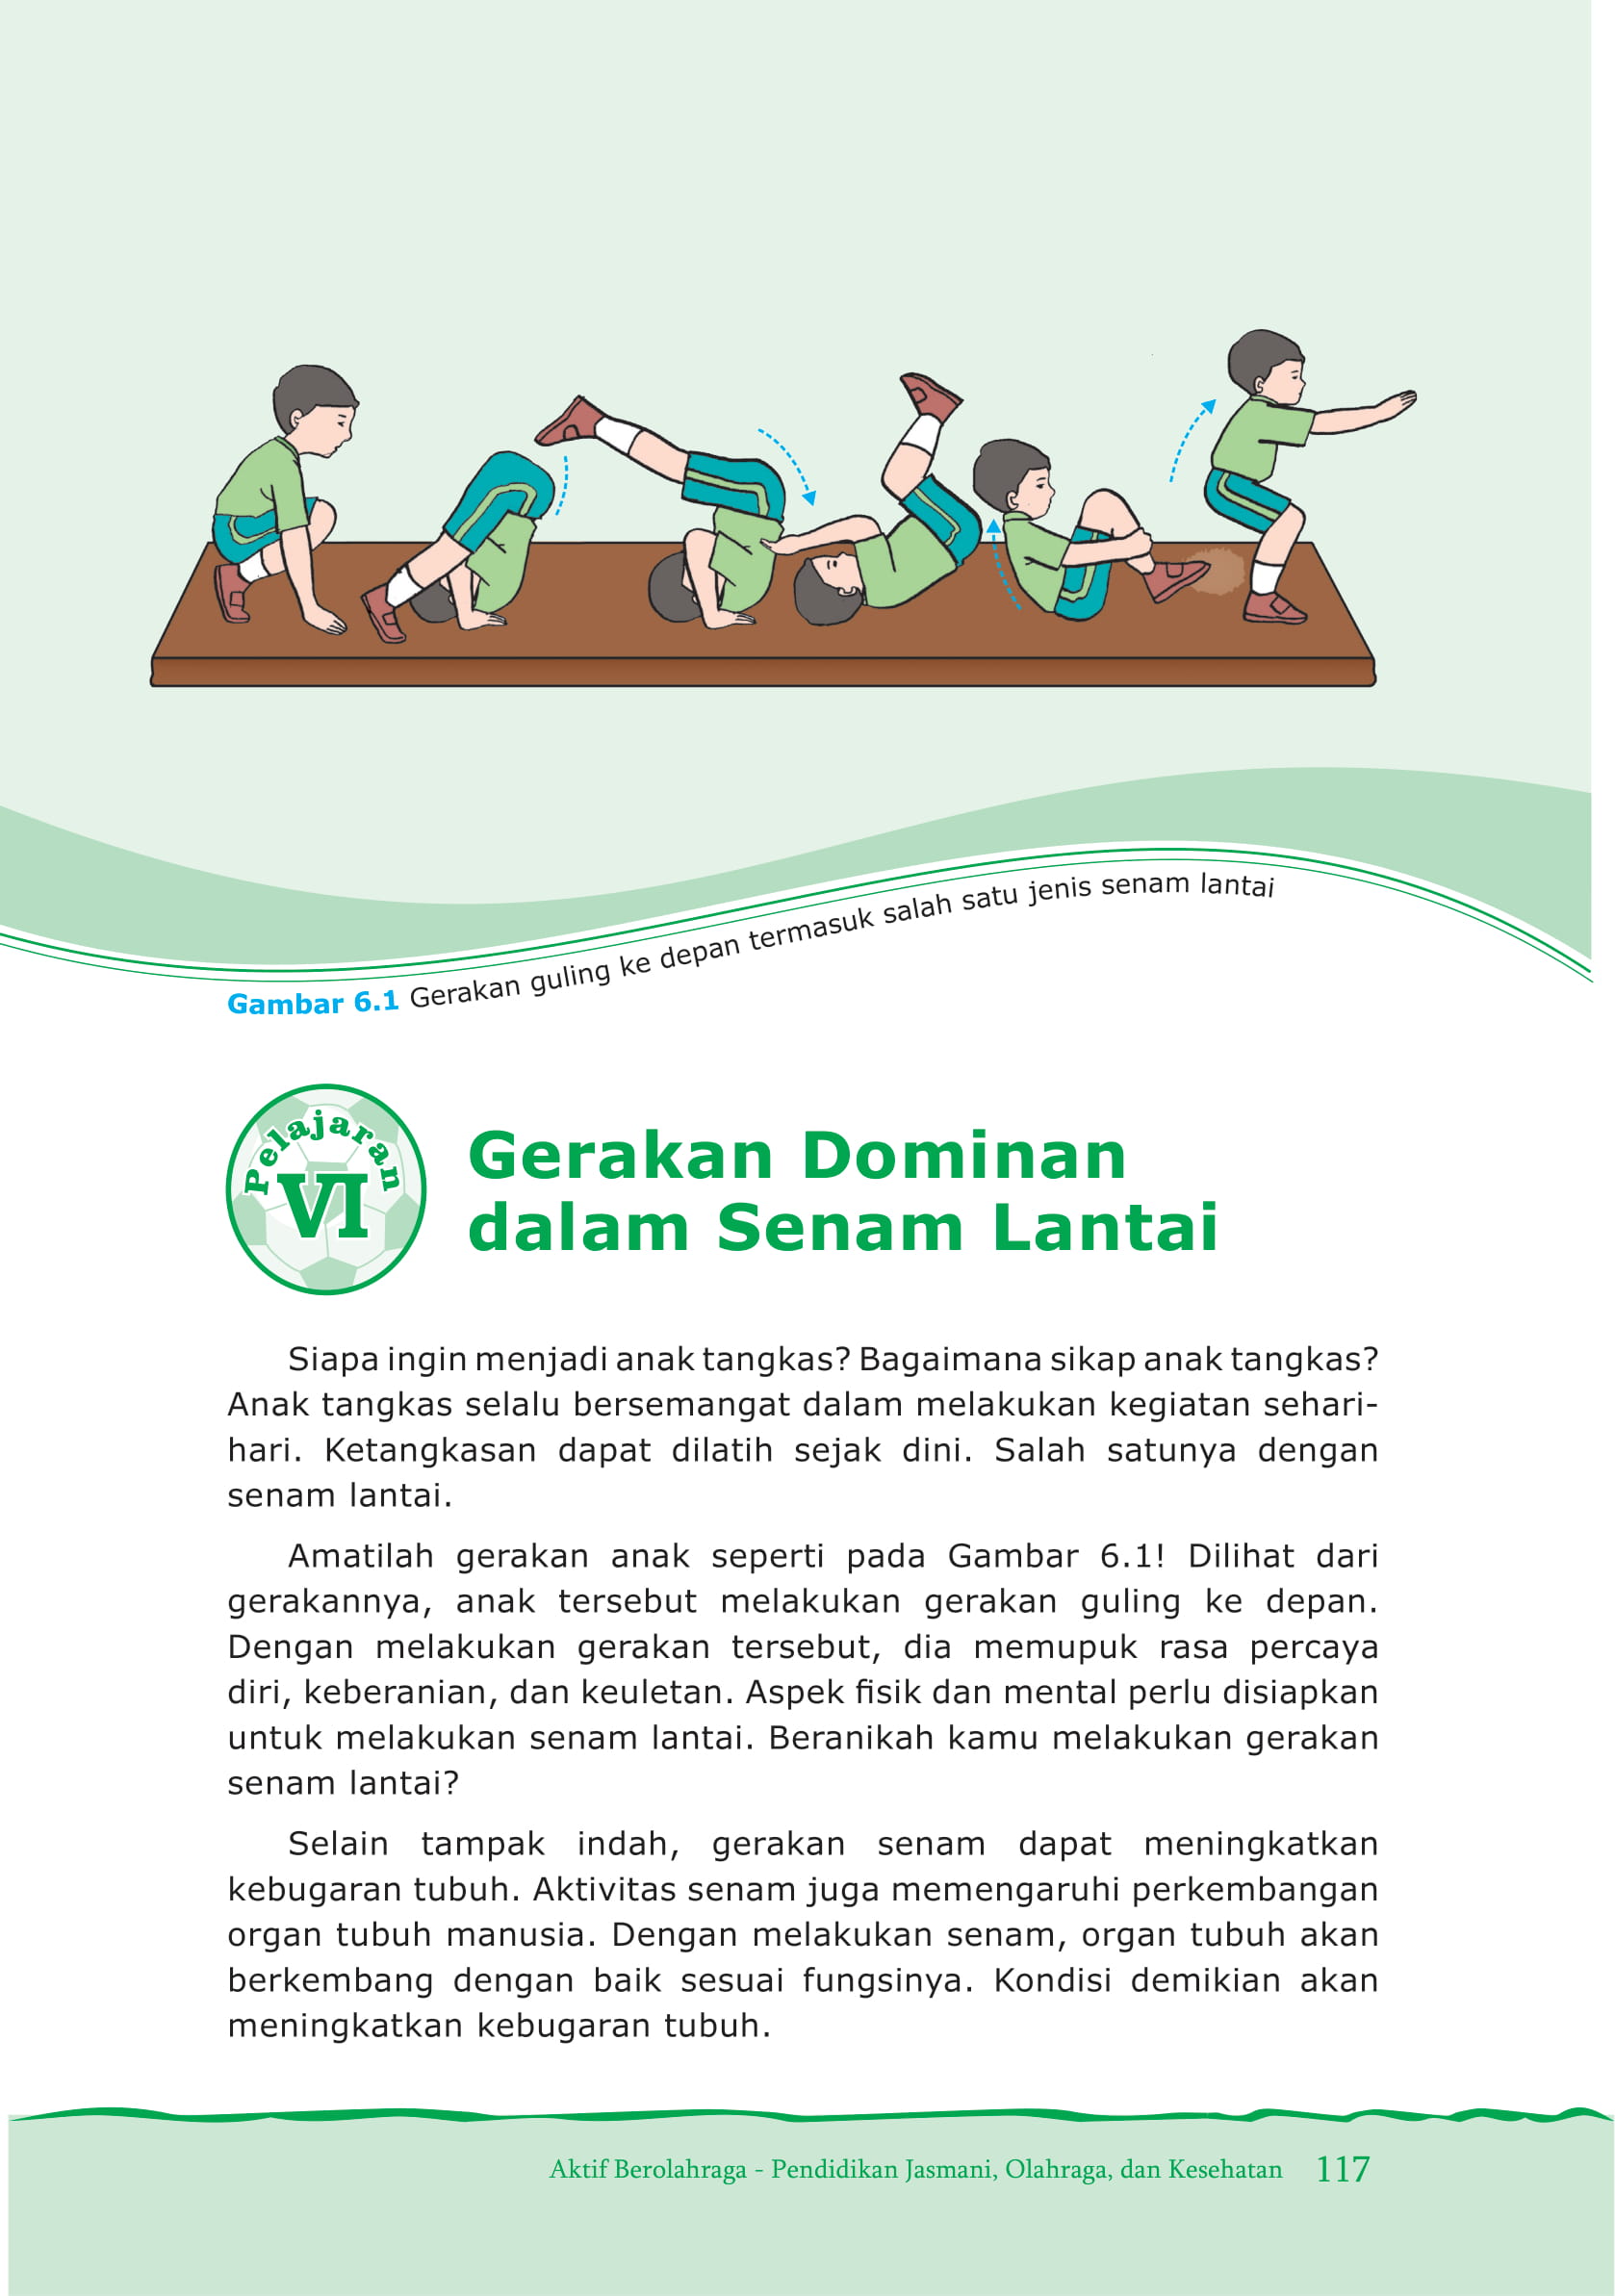 Gambar 6.1 Gerakan guling ke depan termasuk salah satu jenis senam lantai
Pelajaran
VI
Gerakan Dominan
dalam Senam Lantai
Siapa ingin menjadi anak tangkas? Bagaimana sikap anak tangkas?
Anak tangkas selalu bersemangat dalam melakukan kegiatan sehari-
hari. Ketangkasan dapat dilatih sejak dini. Salah satunya dengan
senam lantai.
Amatilah gerakan anak seperti pada Gambar 6.1! Dilihat dari
gerakannya, anak tersebut melakukan gerakan guling ke depan.
Dengan melakukan gerakan tersebut, dia memupuk rasa percaya
diri, keberanian, dan keuletan. Aspek fisik dan mental perlu disiapkan
untuk melakukan senam lantai. Beranikah kamu melakukan gerakan
senam lantai?
Selain tampak indah, gerakan senam dapat meningkatkan
kebugaran tubuh. Aktivitas senam juga memengaruhi perkembangan
organ tubuh manusia. Dengan melakukan senam, organ tubuh akan
berkembang dengan baik sesuai fungsinya. Kondisi demikian akan
meningkatkan kebugaran tubuh.
Aktif Berolahraga - Pendidikan Jasmani, Olahraga, dan Kesehatan 117